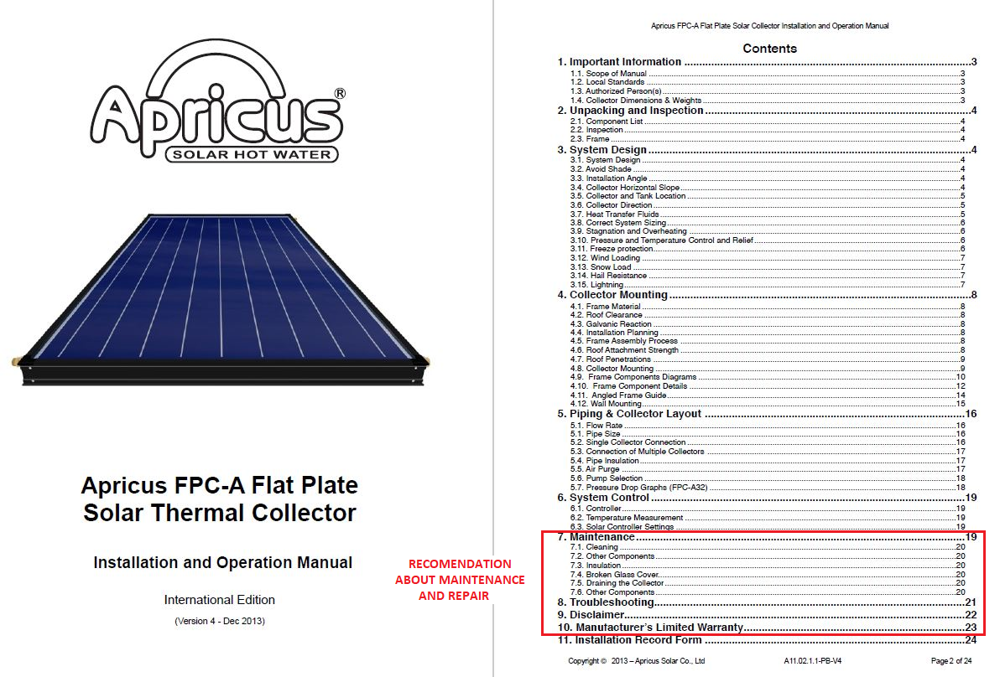 Apricus®
SOLAR HOT WATER
Apricus FPC-A Flat Plate
Solar Thermal Collector
Installation and Operation Manual
International Edition
(Version 4 - Dec 2013)
RECOMENDATION
ABOUT MAINTENANCE
AND REPAIR
Apricus FPC-A Flat Plate Solar Collector Installation and Operation Manual
Contents
1. Important Information ....................3
1.1. Scope of Manual ....................3
1.2. Local Standards ....................3
1.3. Authorized Person(s) ....................3
1.4. Collector Dimensions & Weights ....................3
2. Unpacking and Inspection ....................4
2.1. Component List ....................4
2.2. Inspection ....................4
2.3. Frame ....................4
3. System Design ....................4
3.1. System Design ....................4
3.2. Avoid Shade ....................4
3.3. Installation Angle ....................4
3.4. Collector Horizontal Slope ....................4
3.5. Collector and Tank Location ....................5
3.6. Collector Direction ....................5
3.7. Heat Transfer Fluids ....................5
3.8. Correct System Sizing ....................6
3.9. Stagnation and Overheating ....................6
3.10. Pressure and Temperature Control and Relief ....................6
3.11. Freeze protection ....................6
3.12. Wind Loading ....................7
3.13. Snow Load ....................7
3.14. Hail Resistance ....................7
3.15. Lightning ....................7
4. Collector Mounting ....................8
4.1. Frame Material ....................8
4.2. Roof Clearance ....................8
4.3. Galvanic Reaction ....................8
4.4. Installation Planning ....................8
4.5. Frame Assembly Process ....................8
4.6. Roof Attachment Strength ....................8
4.7. Roof Penetrations ....................9
4.8. Collector Mounting ....................9
4.9. Frame Components Diagrams ....................10
4.10. Frame Component Details ....................12
4.11. Angled Frame Guide ....................14
4.12. Wall Mounting ....................15
5. Piping & Collector Layout ....................16
5.1. Flow Rate ....................16
5.1. Pipe Size ....................16
5.2. Single Collector Connection ....................16
5.3. Connection of Multiple Collectors ....................17
5.4. Pipe Insulation ....................17
5.5. Air Purge ....................17
5.6. Pump Selection ....................18
5.7. Pressure Drop Graphs (FPC-A32) ....................18
6. System Control ....................19
6.1. Controller ....................19
6.2. Temperature Measurement ....................19
6.3. Solar Controller Settings ....................19
7. Maintenance ....................19
7.1. Cleaning ....................20
7.2. Other Components ....................20
7.3. Insulation ....................20
7.4. Broken Glass Cover ....................20
7.5. Draining the Collector ....................20
7.6. Other Components ....................20
8. Troubleshooting ....................21
9. Disclaimer ....................22
10. Manufacturer's Limited Warranty ....................23
11. Installation Record Form ....................24
Copyright © 2013 – Apricus Solar Co., Ltd A11.02.1.1-PB-V4 Page 2 of 24